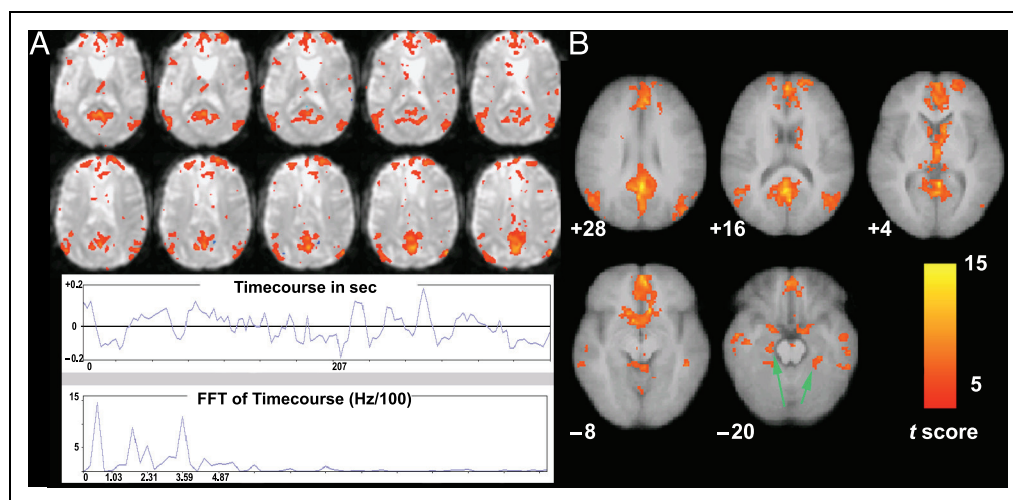 A
B
+28
+16
+4
Timecourse in sec
+0.2
0
−0.2
0 207
FFT of Timecourse (Hz/100)
15
5
0 1.03 2.31 3.59 4.87
−8
−20
15
5
t score